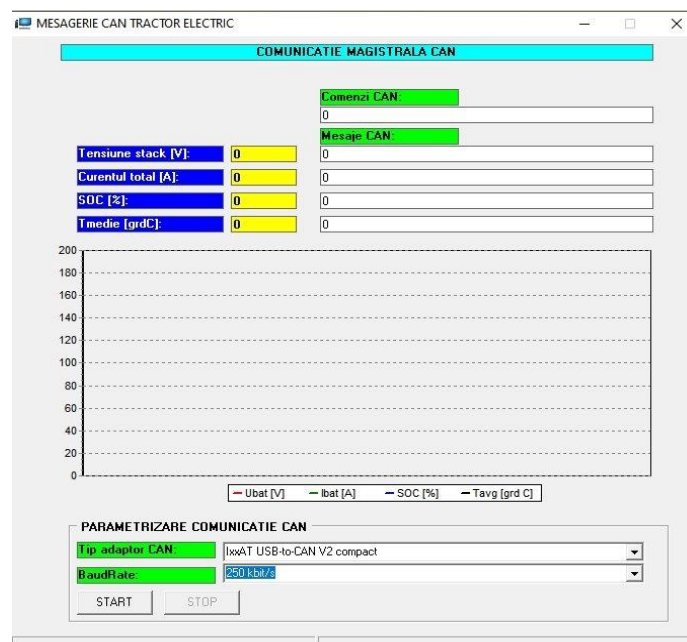 MESAGERIE CAN TRACTOR ELECTRIC
COMUNICATIE MAGISTRALA CAN
Comenzi CAN:
0
Mesaje CAN:
Tensiune stack [V]: 0 0
Curentul total [A]: 0 0
SOC [%]: 0 0
Tmedie [grdC]: 0 0
200
180
160
140
120
100
80
60
40
20
0
Ubat [V] Ibat [A] SOC [%] Tavg [grd C]
PARAMETRIZARE COMUNICATIE CAN
Tip adaptor CAN: IxxAT USB-to-CAN V2 compact
BaudRate: 250 kbit/s
START STOP